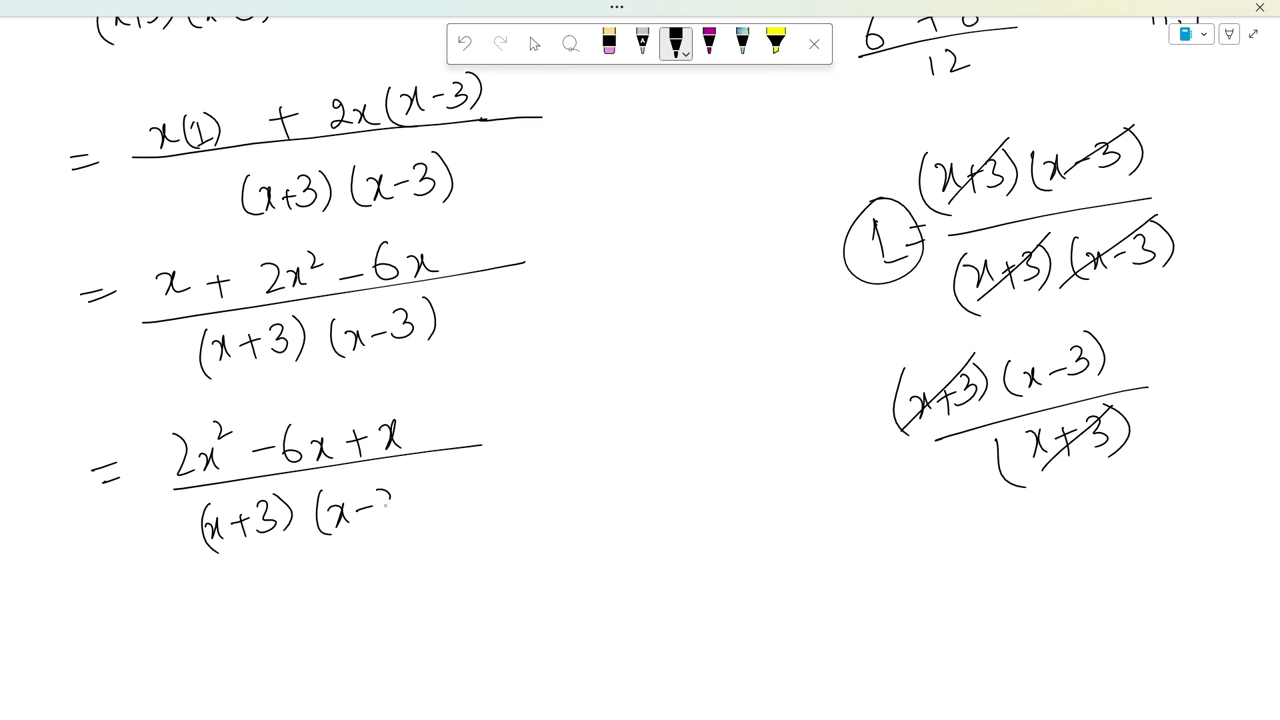 = x(1) + 2x(x-3) / (x+3) (x-3)
= x + 2x² - 6x / (x+3) (x-3)
= 2x² - 6x + x / (x+3) (x-
12
1 = (x+3) (x-3) / (x+3) (x-3)
(x+3) (x-3) / (x+3)